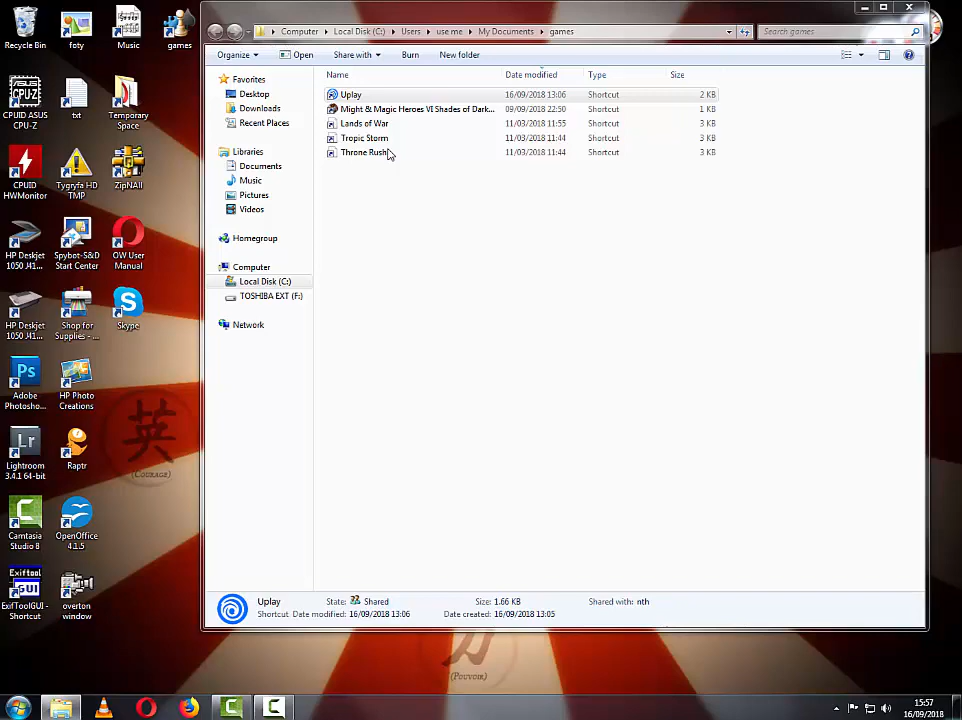 Recycle Bin
foty
Music
games
CPUID ASUS
CPU-Z
txt
Temporary
Space
CPUID
HWMonitor
Tygryfa HD
TMP
ZipNAll
HP Deskjet
1050 J41...
Spybot-S&D
Start Center
OW User
Manual
HP Deskjet
1050 J41...
Shop for
Supplies - ...
Skype
Adobe
Photosho...
HP Photo
Creations
Lightroom
3.4.1 64-bit
Raptr
Camtasia
Studio 8
OpenOffice
4.1.5
ExifToolGUI -
Shortcut
overton
window
Computer
Local Disk (C:)
Users
use me
My Documents
games
Search games
Organize
Open
Share with
Burn
New folder
Favorites
Desktop
Downloads
Recent Places
Libraries
Documents
Music
Pictures
Videos
Homegroup
Computer
Local Disk (C:)
TOSHIBA EXT (F:)
Network
Name Date modified Type Size
Uplay 16/09/2018 13:06 Shortcut 2 KB
Might & Magic Heroes VI Shades of Dark... 09/09/2018 22:50 Shortcut 1 KB
Lands of War 11/03/2018 11:55 Shortcut 3 KB
Tropic Storm 11/03/2018 11:44 Shortcut 3 KB
Throne Rush 11/03/2018 11:44 Shortcut 3 KB
Uplay State: Shared Size: 1.66 KB Shared with: nth
Shortcut Date modified: 16/09/2018 13:06 Date created: 16/09/2018 13:05
英
(Courage)
力
(Pouvoir)
15:57
16/09/2018